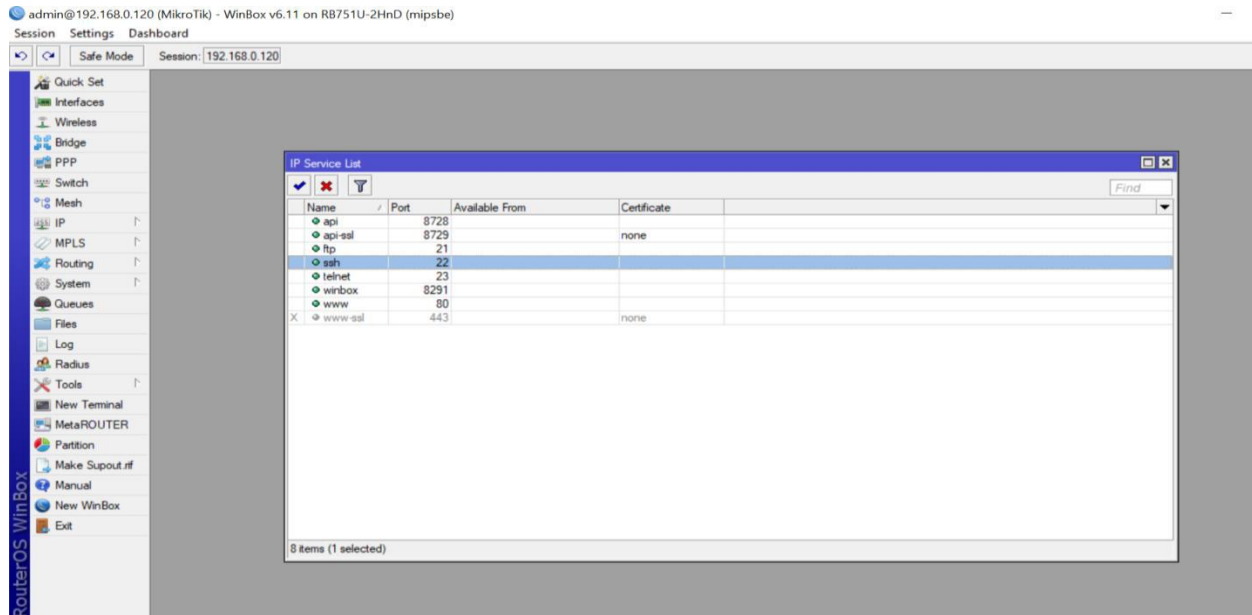 admin@192.168.0.120 (MikroTik) - WinBox v6.11 on RB751U-2HnD (mipsbe)
Session Settings Dashboard
Safe Mode Session: 192.168.0.120
Quick Set
Interfaces
Wireless
Bridge
PPP
Switch
Mesh
IP
MPLS
Routing
System
Queues
Files
Log
Radius
Tools
New Terminal
MetaROUTER
Partition
Make Supout.rif
Manual
New WinBox
Exit
RouterOS WinBox
IP Service List
Find
Name Port Available From Certificate
api 8728
api-ssl 8729 none
ftp 21
ssh 22
telnet 23
winbox 8291
www 80
X www-ssl 443 none
8 items (1 selected)